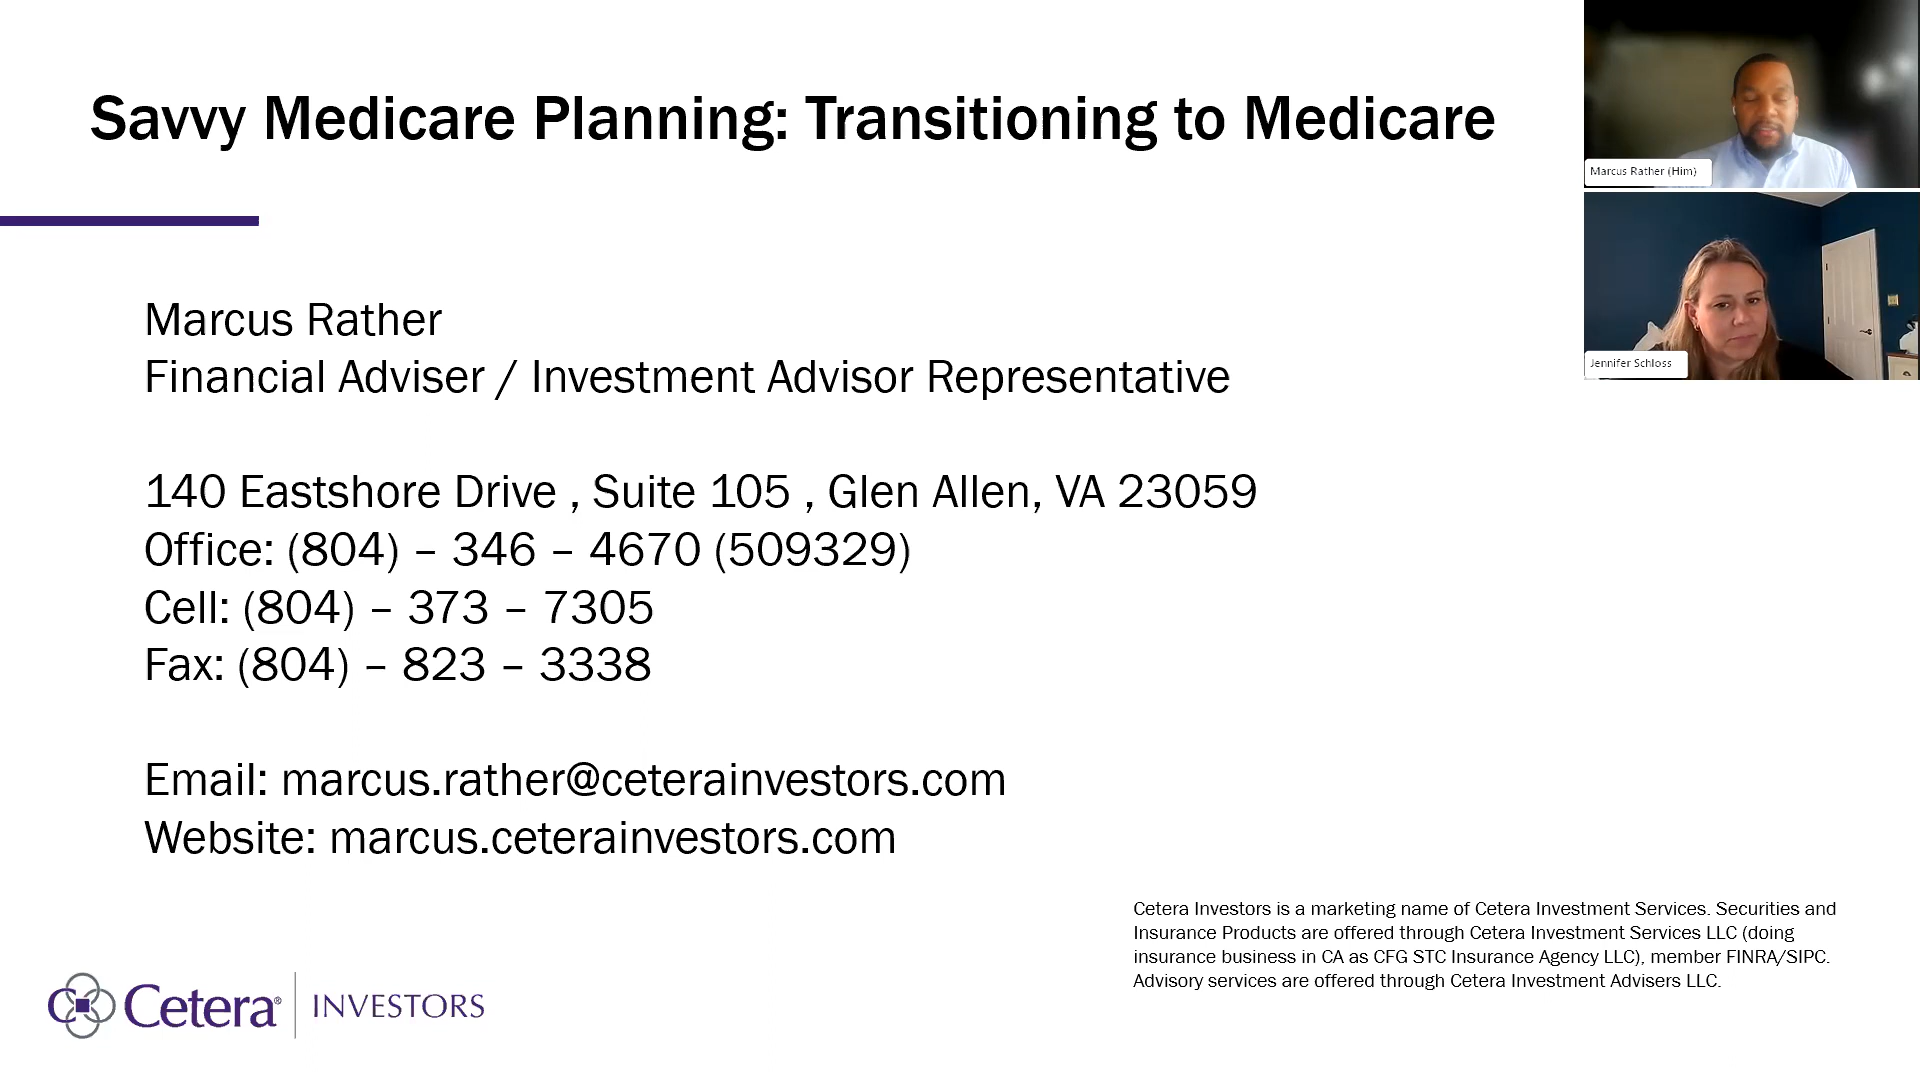 Savvy Medicare Planning: Transitioning to Medicare
Marcus Rather (Him)
Jennifer Schloss
Marcus Rather
Financial Adviser / Investment Advisor Representative
140 Eastshore Drive , Suite 105 , Glen Allen, VA 23059
Office: (804) – 346 – 4670 (509329)
Cell: (804) – 373 – 7305
Fax: (804) – 823 – 3338
Email: marcus.rather@ceterainvestors.com
Website: marcus.ceterainvestors.com
Cetera Investors is a marketing name of Cetera Investment Services. Securities and
Insurance Products are offered through Cetera Investment Services LLC (doing
insurance business in CA as CFG STC Insurance Agency LLC), member FINRA/SIPC.
Advisory services are offered through Cetera Investment Advisers LLC.
Cetera® INVESTORS